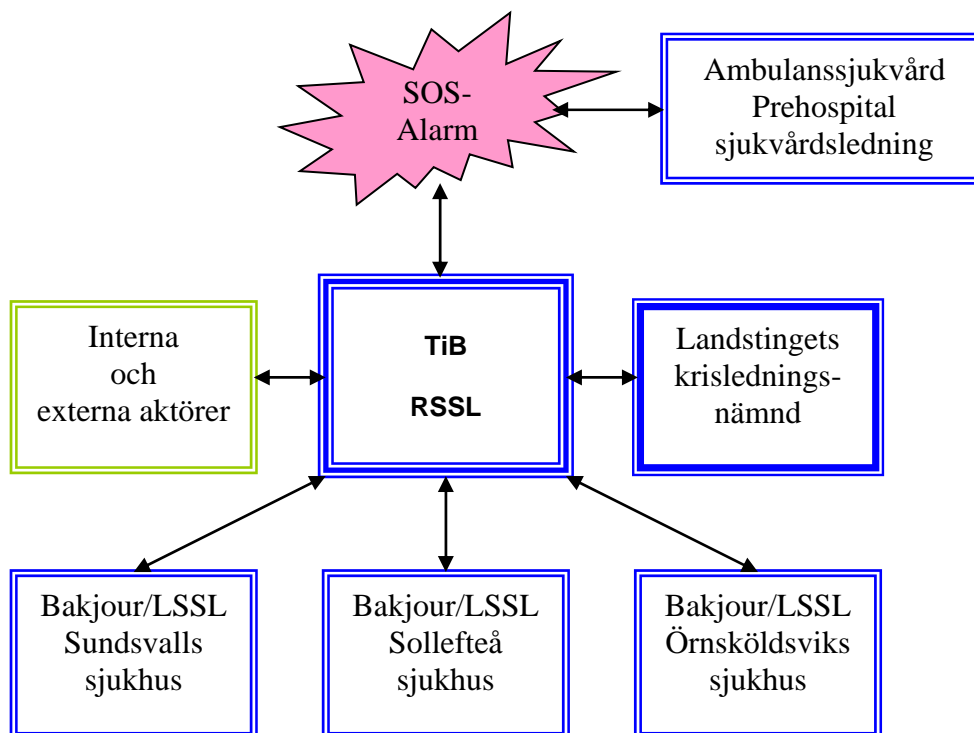 SOS-
Alarm
Ambulanssjukvård
Prehospital
sjukvårdsledning
Interna
och
externa aktörer
TiB
RSSL
Landstingets
krislednings-
nämnd
Bakjour/LSSL
Sundsvalls
sjukhus
Bakjour/LSSL
Sollefteå
sjukhus
Bakjour/LSSL
Örnsköldsviks
sjukhus